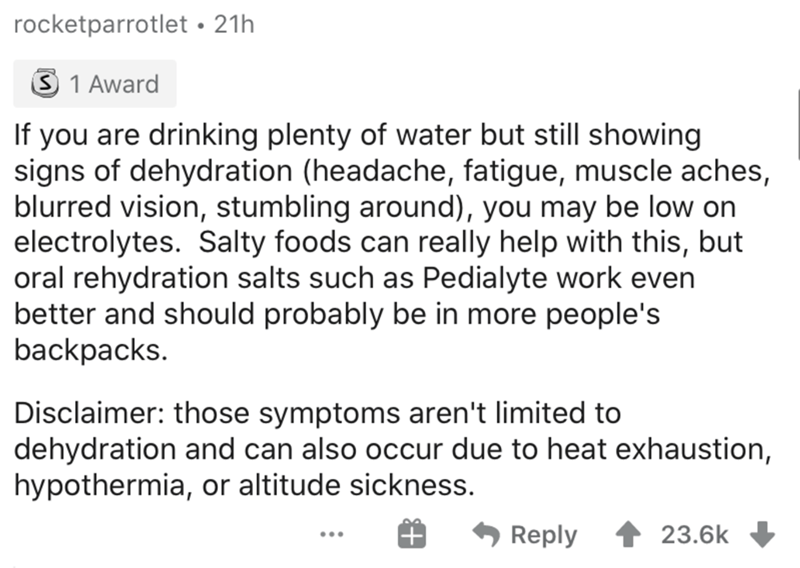 rocketparrotlet • 21h
S 1 Award
If you are drinking plenty of water but still showing
signs of dehydration (headache, fatigue, muscle aches,
blurred vision, stumbling around), you may be low on
electrolytes.  Salty foods can really help with this, but
oral rehydration salts such as Pedialyte work even
better and should probably be in more people's
backpacks.
Disclaimer: those symptoms aren't limited to
dehydration and can also occur due to heat exhaustion,
hypothermia, or altitude sickness.
... Reply 23.6k